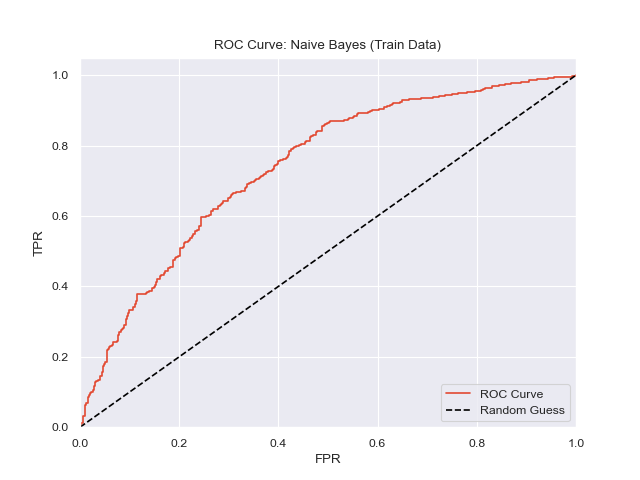 ROC Curve: Naive Bayes (Train Data)
1.0
0.8
0.6
0.4
0.2
0.0
TPR
0.0 0.2 0.4 0.6 0.8 1.0
FPR
ROC Curve
Random Guess